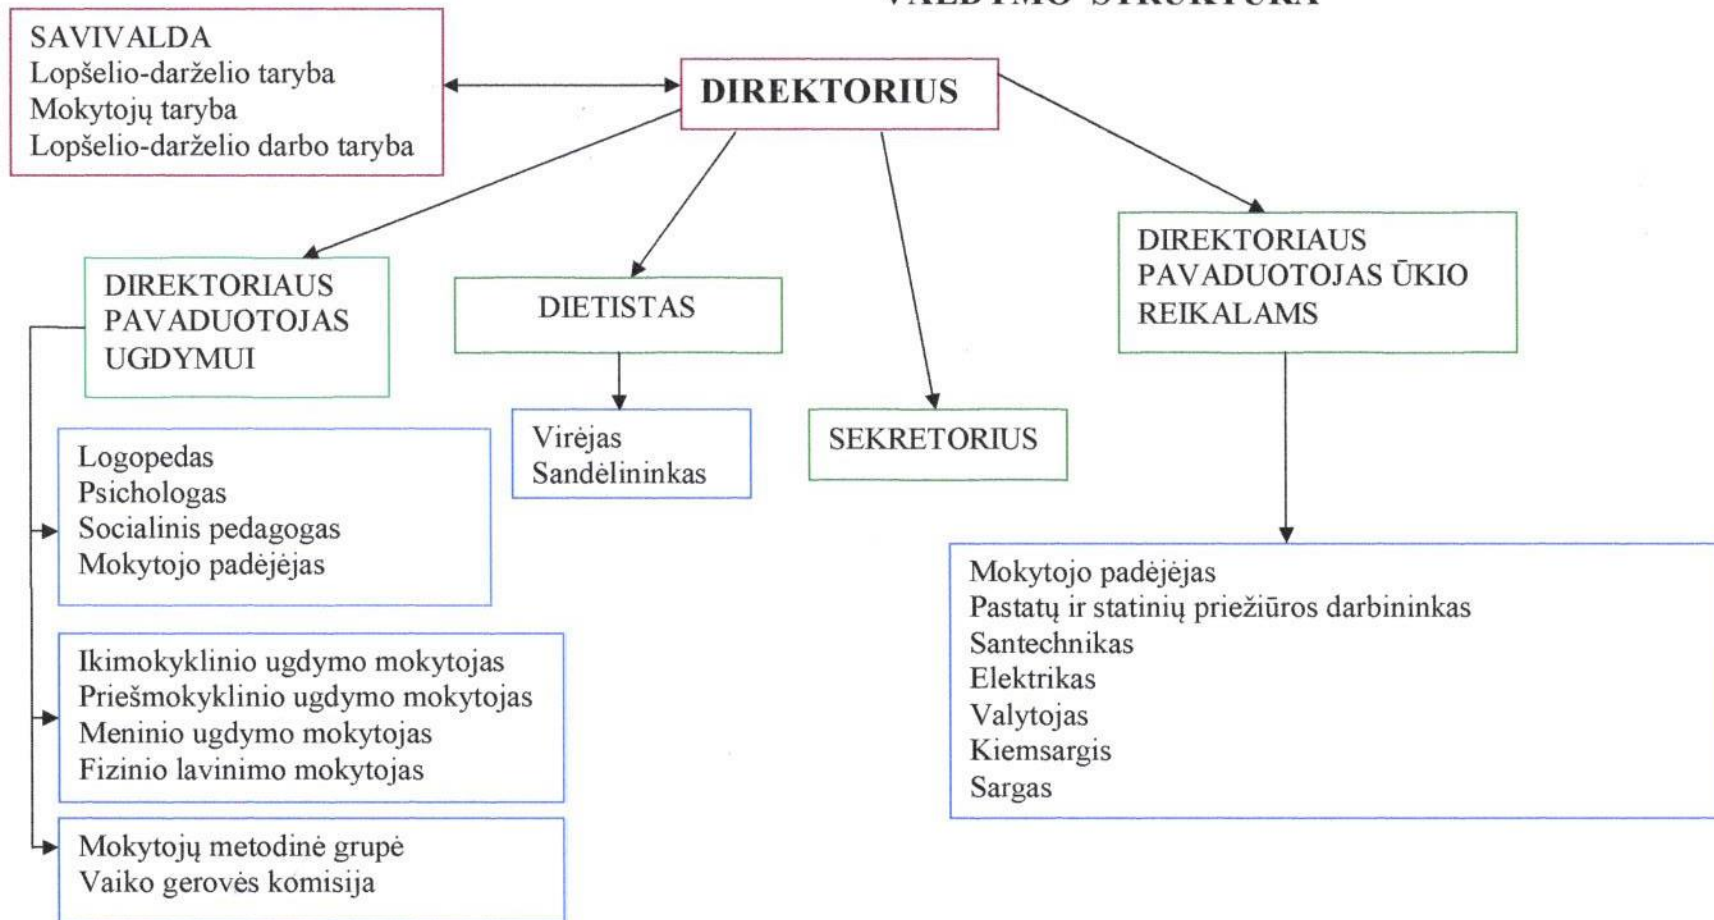 VALDYMO STRUKTŪRA
SAVIVALDA
Lopšelio-darželio taryba
Mokytojų taryba
Lopšelio-darželio darbo taryba
DIREKTORIUS
DIREKTORIAUS
PAVADUOTOJAS
UGDYMUI
DIETISTAS
SEKRETORIUS
DIREKTORIAUS
PAVADUOTOJAS ŪKIO
REIKALAMS
Logopedas
Psichologas
Socialinis pedagogas
Mokytojo padėjėjas
Ikimokyklinio ugdymo mokytojas
Priešmokyklinio ugdymo mokytojas
Meninio ugdymo mokytojas
Fizinio lavinimo mokytojas
Mokytojų metodinė grupė
Vaiko gerovės komisija
Virėjas
Sandėlininkas
Mokytojo padėjėjas
Pastatų ir statinių priežiūros darbininkas
Santechnikas
Elektrikas
Valytojas
Kiemsargis
Sargas